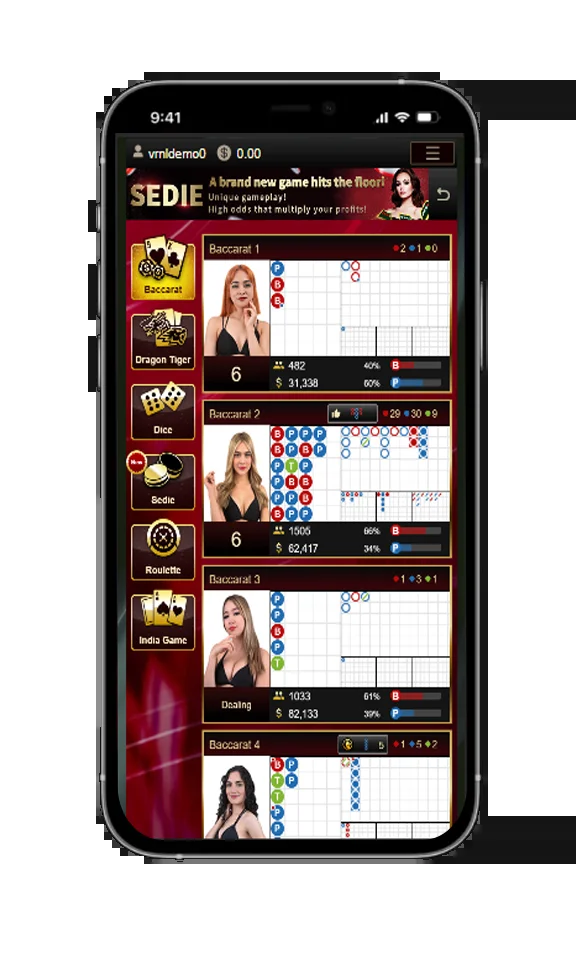 9:41
vrnldemo0 $ 0.00
SEDIE
A brand new game hits the floor!
Unique gameplay!
High odds that multiply your profits!
Baccarat
Dragon Tiger
Dice
New
Sedie
Roulette
India Game
Baccarat 1 2 1 0
P
B
B
6
482 40% B
$ 31,338 60% P
Baccarat 2 29 30 9
B P P P
B P B P
P T P
P B B
P P B
B P P
6
1505 66% B
$ 62,417 34% P
Baccarat 3 1 3 1
P
P
B
P
T
Dealing
1033 61% B
$ 82,133 39% P
Baccarat 4 5 1 5 2
B P
T P
T
P
P